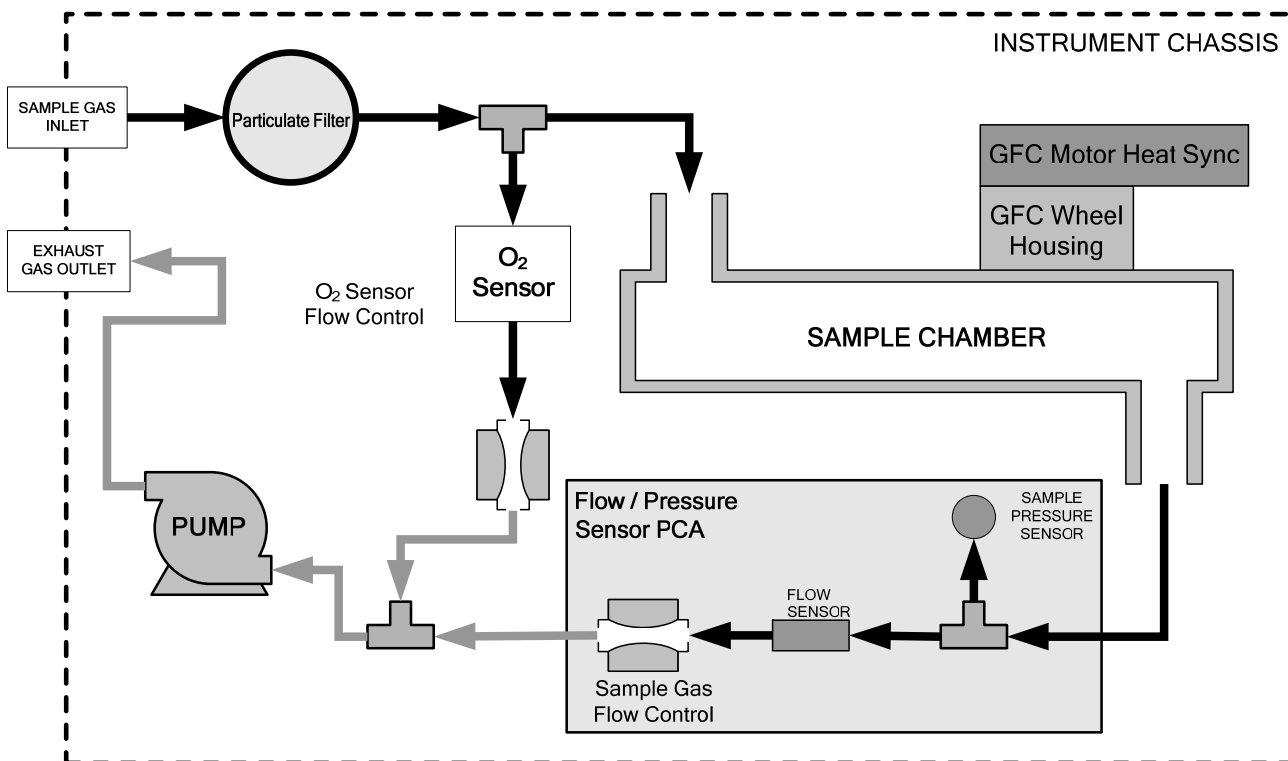 INSTRUMENT CHASSIS
SAMPLE GAS
INLET
Particulate Filter
GFC Motor Heat Sync
GFC Wheel
Housing
EXHAUST
GAS OUTLET
O₂
Sensor
O₂ Sensor
Flow Control
SAMPLE CHAMBER
PUMP
Flow / Pressure
Sensor PCA
SAMPLE
PRESSURE
SENSOR
FLOW
SENSOR
Sample Gas
Flow Control